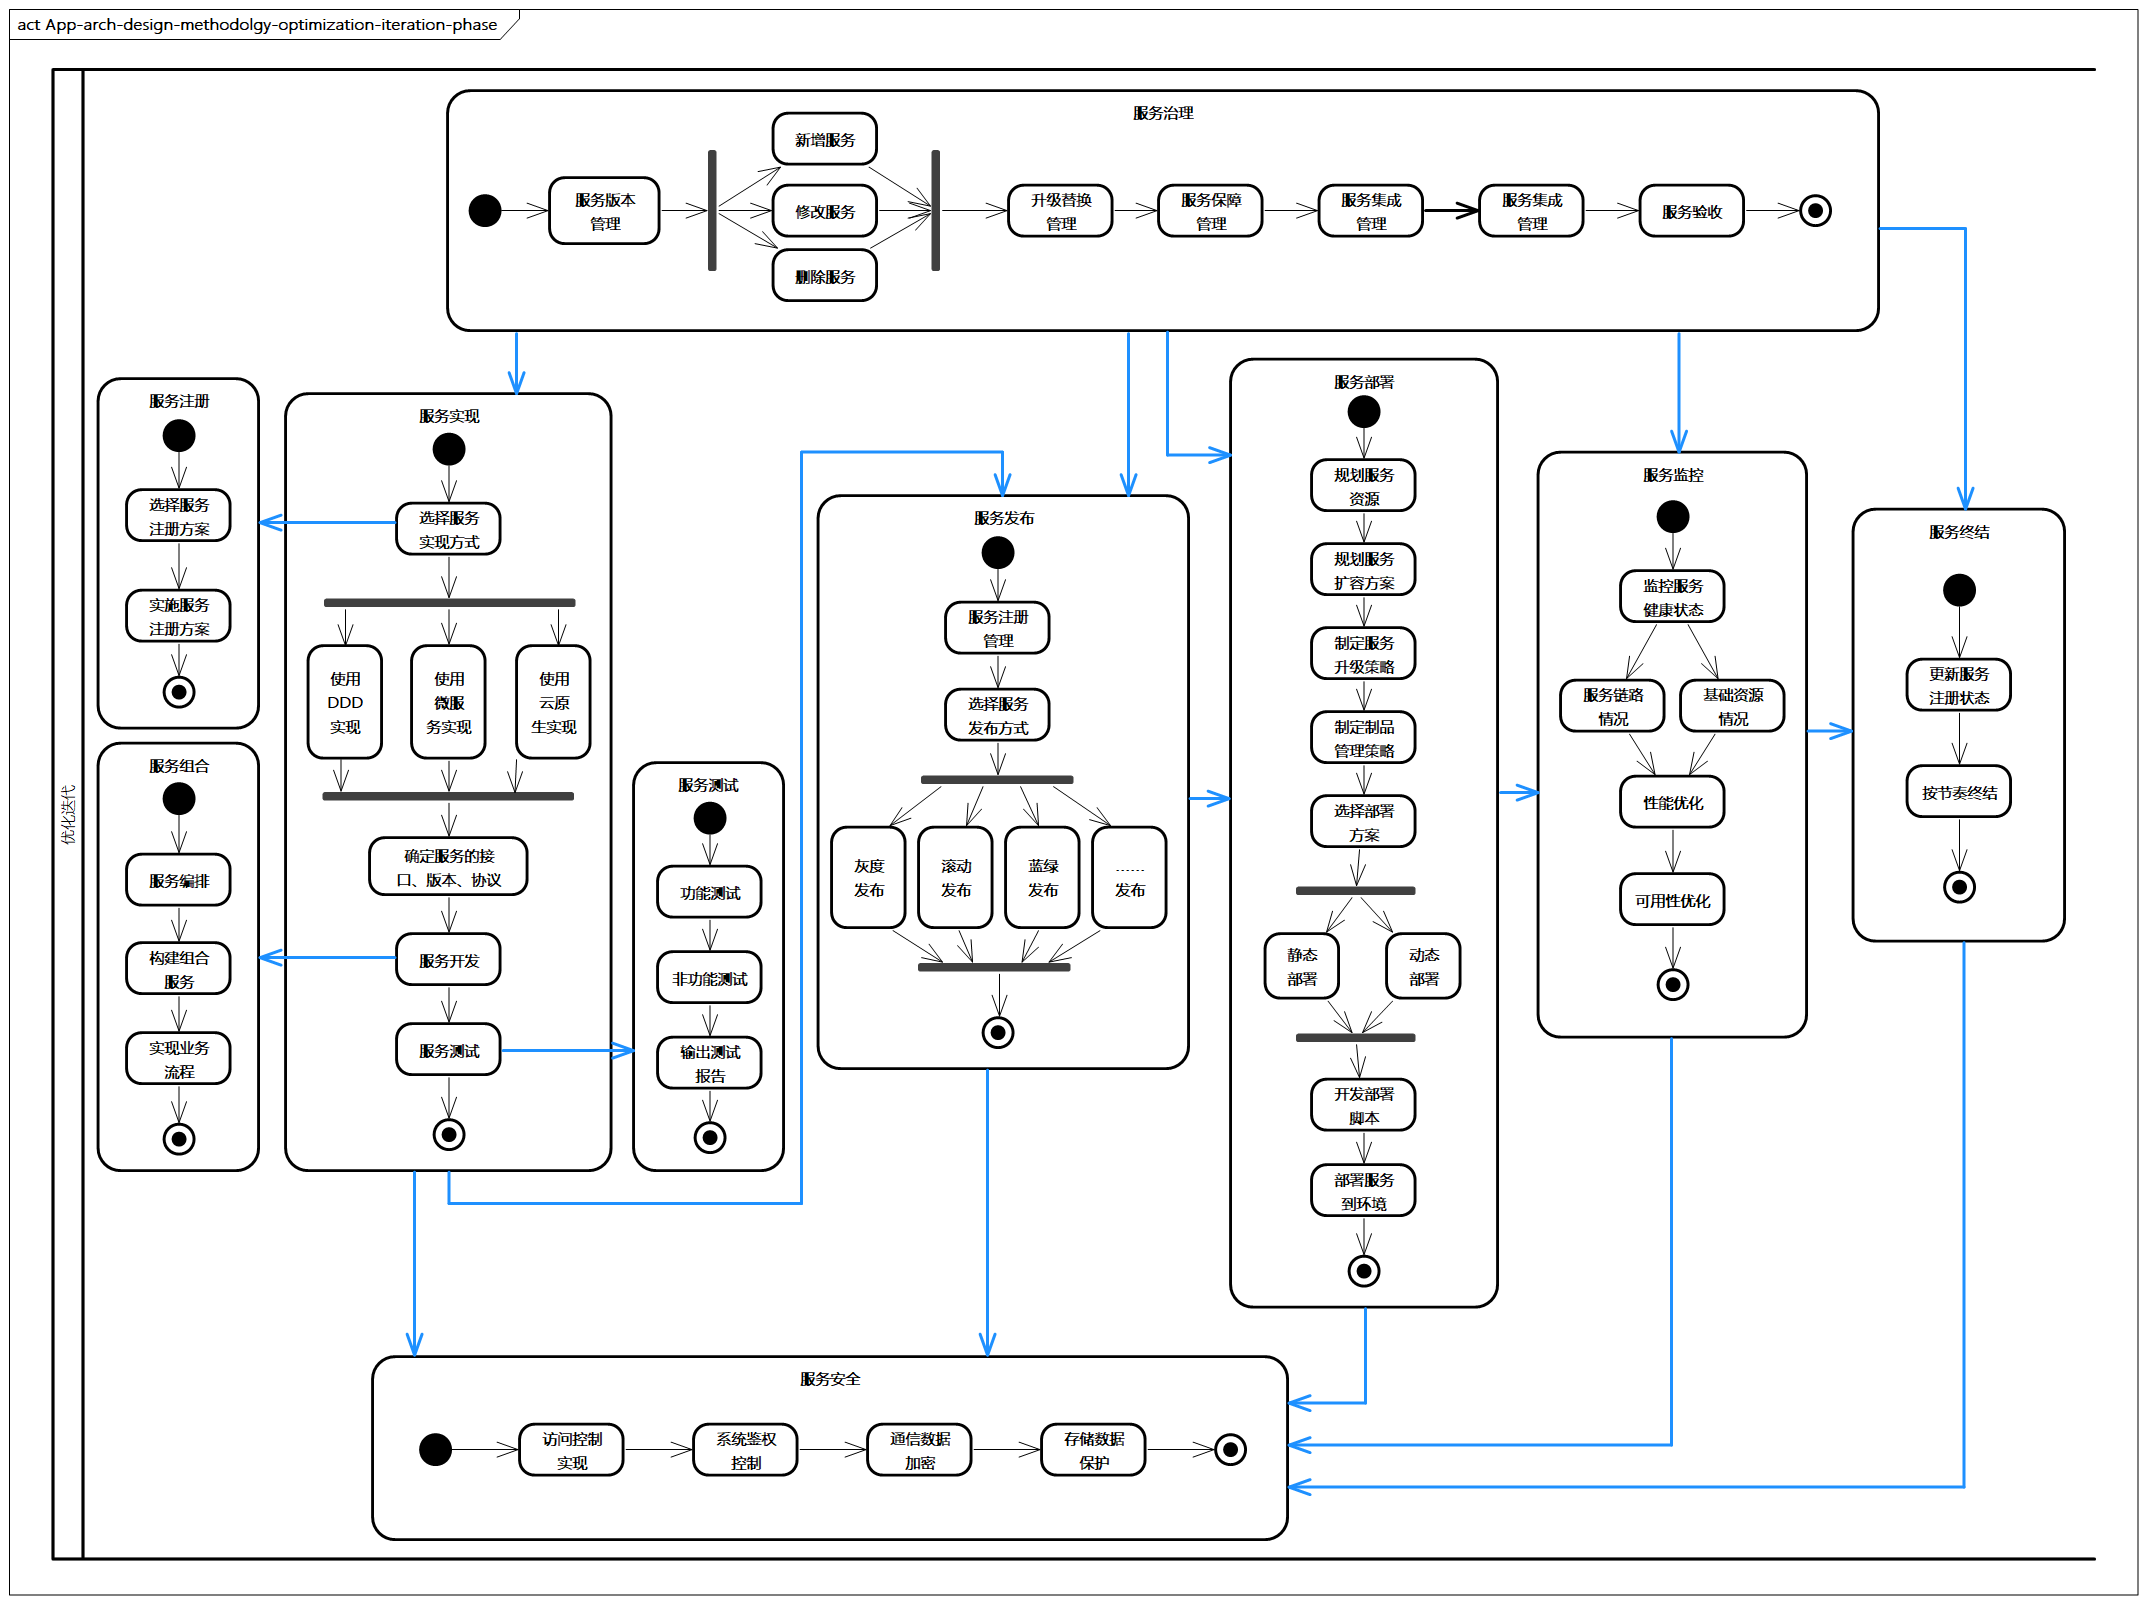 act App-arch-design-methodolgy-optimization-iteration-phase
优化迭代
服务治理
服务版本
管理
新增服务
修改服务
删除服务
升级替换
管理
服务保障
管理
服务集成
管理
服务集成
管理
服务验收
服务注册
选择服务
注册方案
实施服务
注册方案
服务组合
服务编排
构建组合
服务
实现业务
流程
服务实现
选择服务
实现方式
使用
DDD
实现
使用
微服
务实现
使用
云原
生实现
确定服务的接
口、版本、协议
服务开发
服务测试
服务测试
功能测试
非功能测试
输出测试
报告
服务发布
服务注册
管理
选择服务
发布方式
灰度
发布
滚动
发布
蓝绿
发布
……
发布
服务部署
规划服务
资源
规划服务
扩容方案
制定服务
升级策略
制定制品
管理策略
选择部署
方案
静态
部署
动态
部署
开发部署
脚本
部署服务
到环境
服务监控
监控服务
健康状态
服务链路
情况
基础资源
情况
性能优化
可用性优化
服务终结
更新服务
注册状态
按节奏终结
服务安全
访问控制
实现
系统鉴权
控制
通信数据
加密
存储数据
保护